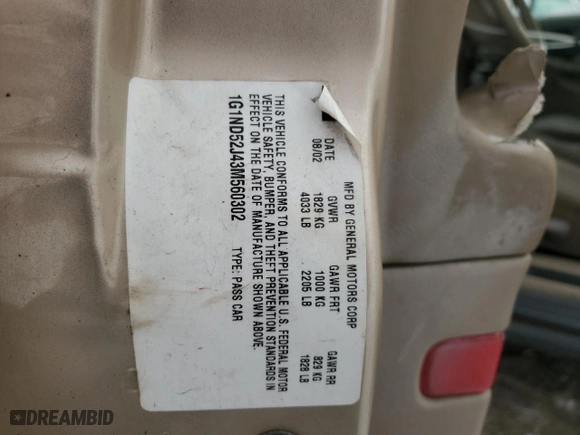 MFD BY GENERAL MOTORS CORP
DATE GVWR GAWR FRT GAWR RR
08/02 1829 KG 1000 KG 829 KG
4033 LB 2205 LB 1828 LB
THIS VEHICLE CONFORMS TO ALL APPLICABLE U.S. FEDERAL MOTOR
VEHICLE SAFETY, BUMPER, AND THEFT PREVENTION STANDARDS IN
EFFECT ON THE DATE OF MANUFACTURE SHOWN ABOVE.
1G1ND52J43M560302 TYPE: PASS CAR
DREAMBID